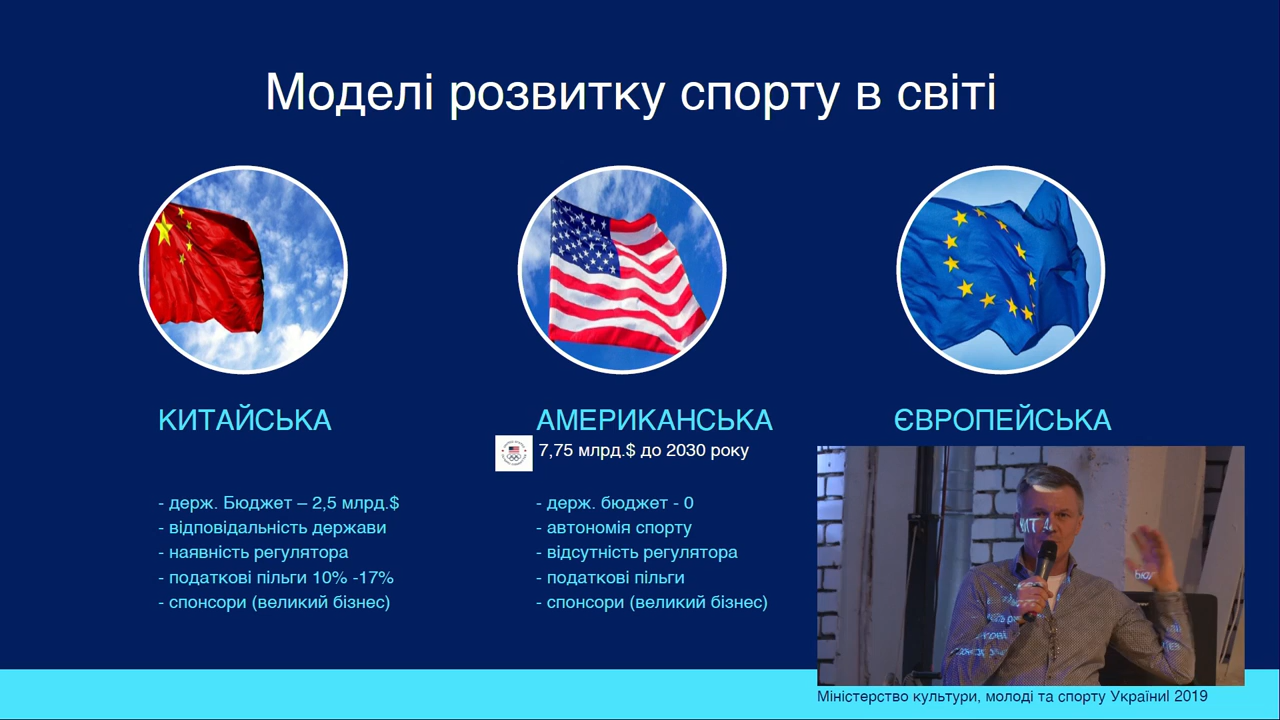 Моделі розвитку спорту в світі
КИТАЙСЬКА
- держ. Бюджет – 2,5 млрд.$
- відповідальність держави
- наявність регулятора
- податкові пільги 10% -17%
- спонсори (великий бізнес)
АМЕРИКАНСЬКА
7,75 млрд.$ до 2030 року
- держ. бюджет - 0
- автономія спорту
- відсутність регулятора
- податкові пільги
- спонсори (великий бізнес)
ЄВРОПЕЙСЬКА
Міністерство культури, молоді та спорту УкраїниІ 2019